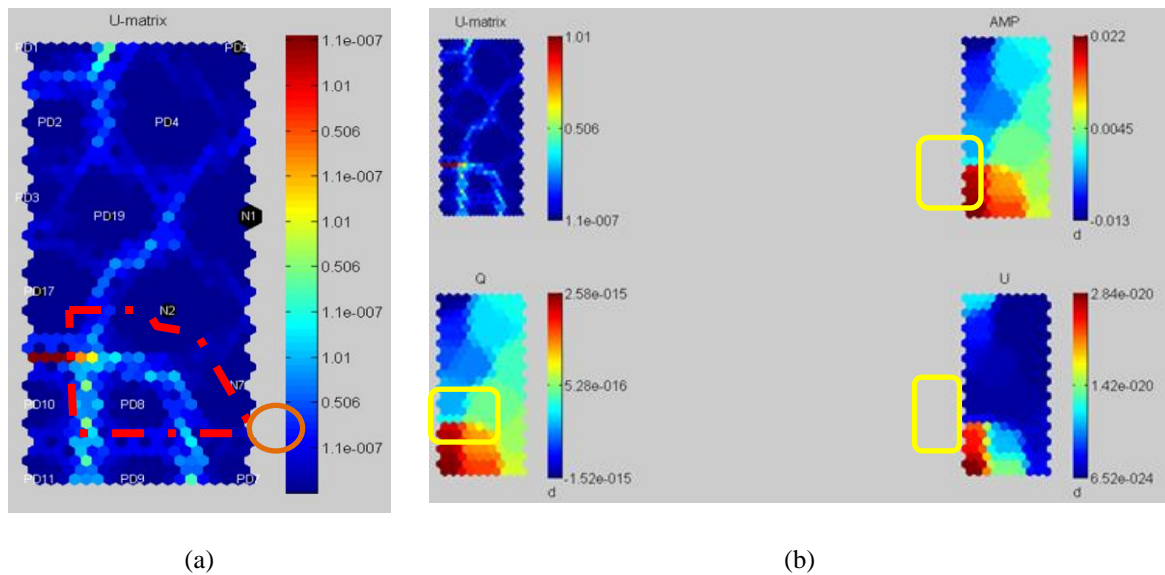 U-matrix
PD1
PD5
PD2
PD4
PD3
PD19
N1
PD17
N2
N7
PD10
PD8
PD11
PD9
PD7
1.1e-007
1.01
0.506
1.1e-007
1.01
0.506
1.1e-007
1.01
0.506
1.1e-007
U-matrix
1.01
0.506
1.1e-007
AMP
0.022
0.0045
-0.013
d
Q
2.58e-015
5.28e-016
-1.52e-015
d
U
2.84e-020
1.42e-020
6.52e-024
d
(a)
(b)